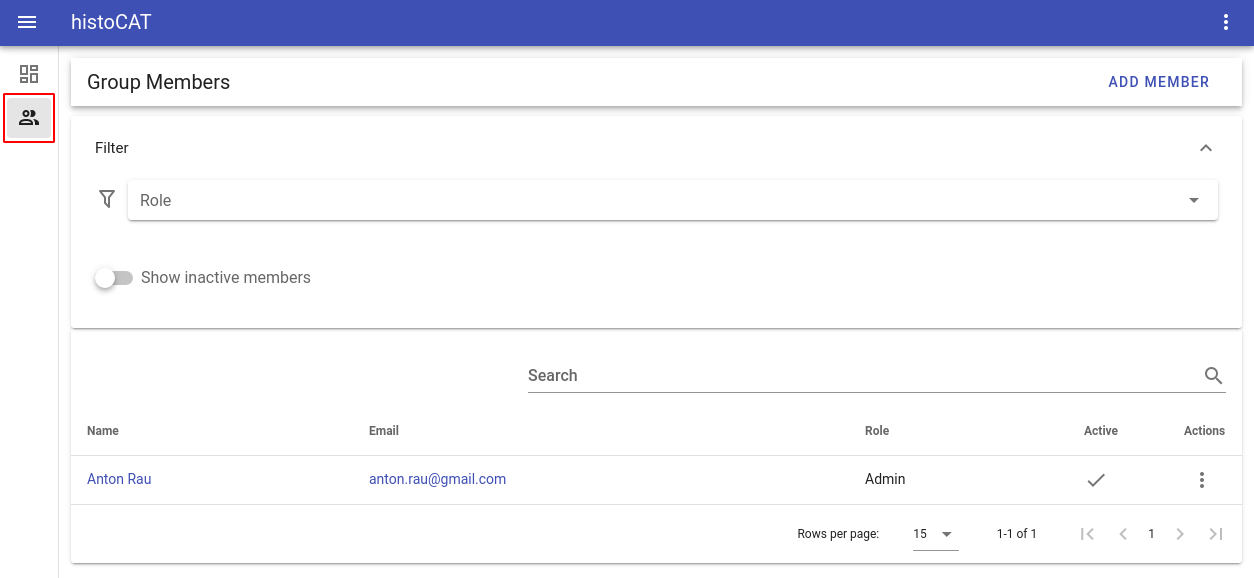 histoCAT
Group Members
ADD MEMBER
Filter
Role
Show inactive members
Search
Name Email Role Active Actions
Anton Rau anton.rau@gmail.com Admin
Rows per page: 15 1-1 of 1 1